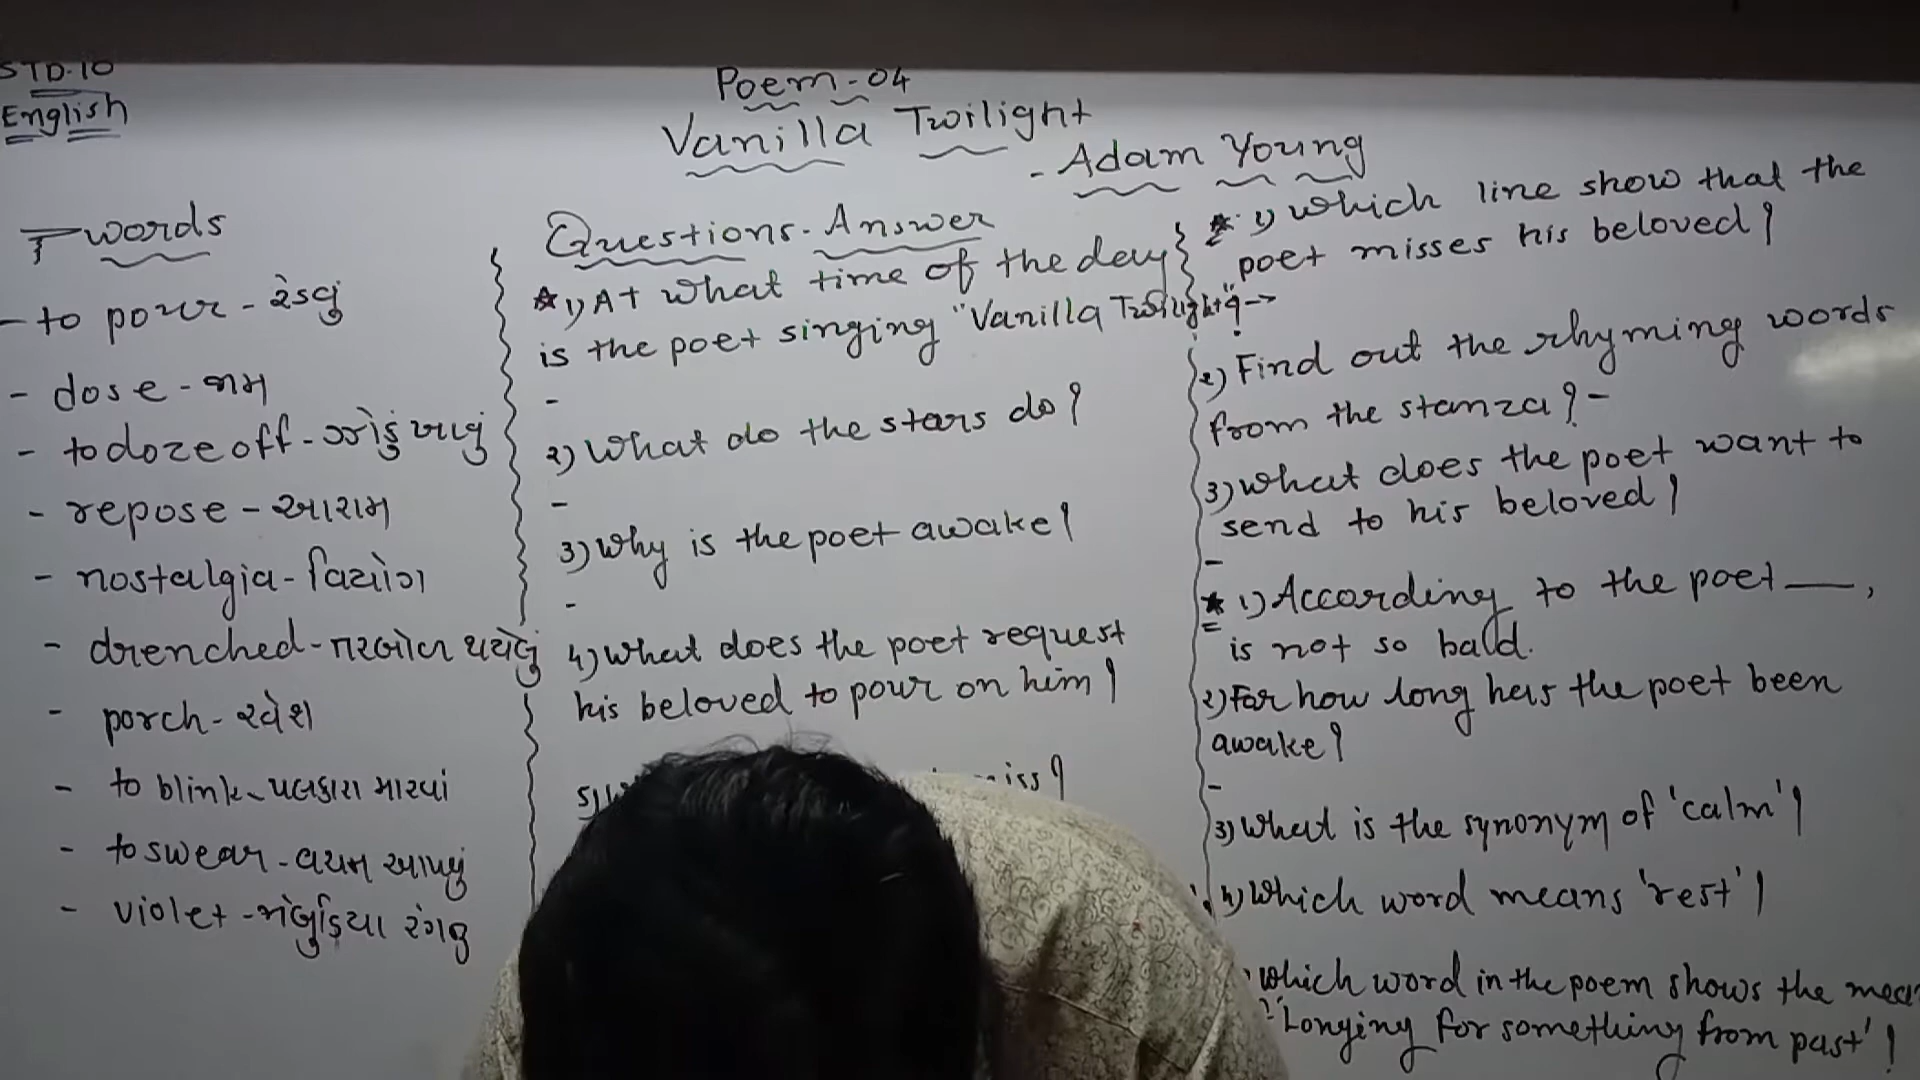 STD.10
English
Poem-04
Vanilla Twilight
- Adam Young
words
- to pour - રેડવું
- dose - જામ
- to doze off - ઝોકું ખાવું
- repose - આરામ
- nostalgia - વિયોગ
- drenched - તરબોળ થયેલું
- porch - રવેશ
- to blink - પલકારા મારવાં
- to swear - વચન આપવું
- violet - જાંબુડિયા રંગનું
Questions-Answer
* 1) At what time of the day
is the poet singing "Vanilla Twilight"?→
-
2) What do the stars do?
-
3) Why is the poet awake?
-
4) What does the poet request
his beloved to pour on him?
5)
* 1) Which line show that the
poet misses his beloved?
2) Find out the rhyming words
from the stanza? -
3) What does the poet want to
send to his beloved?
-
* 1) According to the poet ___,
is not so bald.
2) For how long has the poet been
awake?
-
3) What is the synonym of 'calm'?
4) Which word means 'rest'?
which word in the poem shows the
'Longing for something from past'?